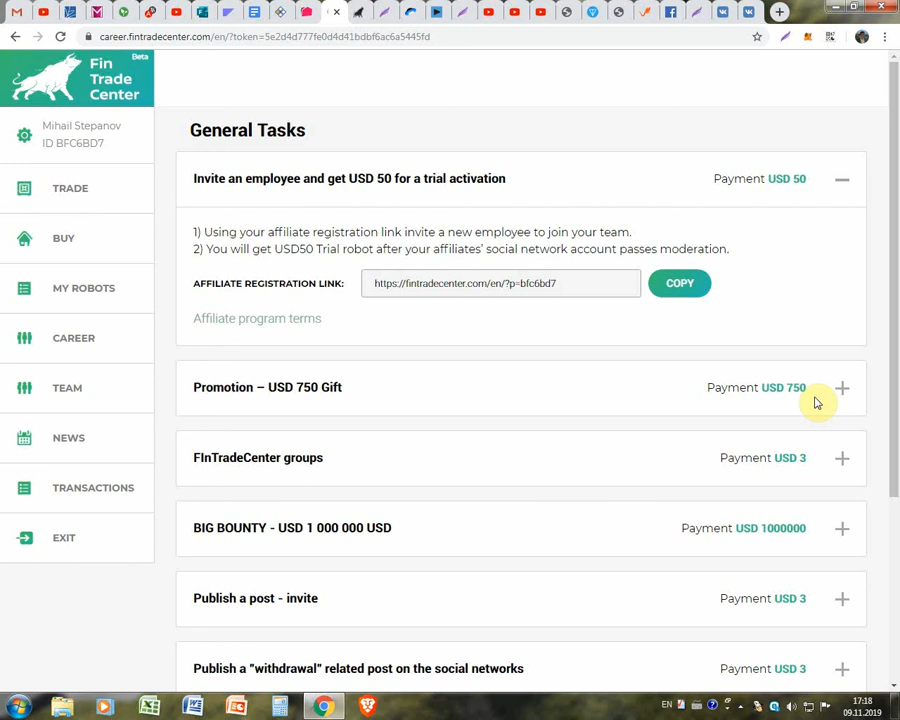 career.fintradecenter.com/en/?token=5e2d4d7activfe0d4d41bdbf6ac6a5445fd
Beta
Fin
Trade
Center
Mihail Stepanov
ID BFC6BD7
TRADE
BUY
MY ROBOTS
CAREER
TEAM
NEWS
TRANSACTIONS
EXIT
General Tasks
Invite an employee and get USD 50 for a trial activation Payment USD 50
1) Using your affiliate registration link invite a new employee to join your team.
2) You will get USD50 Trial robot after your affiliates' social network account passes moderation.
AFFILIATE REGISTRATION LINK: https://fintradecenter.com/en/?p=bfc6bd7 COPY
Affiliate program terms
Promotion – USD 750 Gift Payment USD 750
FInTradeCenter groups Payment USD 3
BIG BOUNTY - USD 1 000 000 USD Payment USD 1000000
Publish a post - invite Payment USD 3
Publish a "withdrawal" related post on the social networks Payment USD 3
EN
17:18
09.11.2019